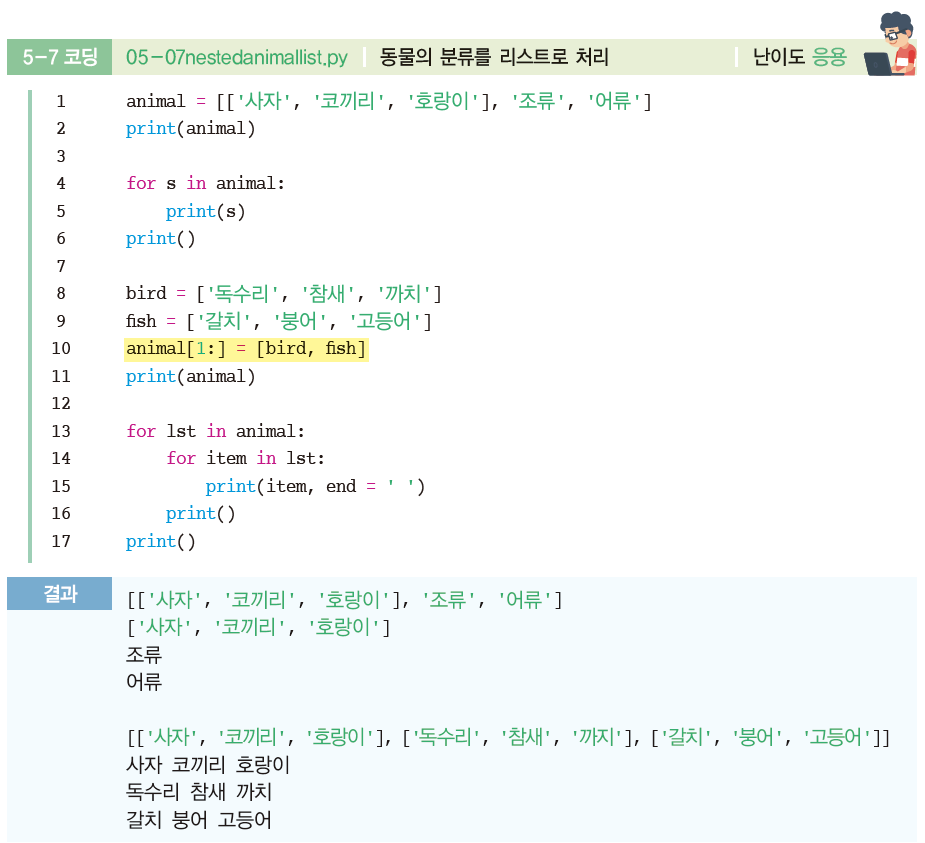 5-7 코딩 05-07nestedanimallist.py 동물의 분류를 리스트로 처리 난이도 응용
1 animal = [['사자', '코끼리', '호랑이'], '조류', '어류']
2 print(animal)
3
4 for s in animal:
5     print(s)
6 print()
7
8 bird = ['독수리', '참새', '까치']
9 fish = ['갈치', '붕어', '고등어']
10 animal[1:] = [bird, fish]
11 print(animal)
12
13 for lst in animal:
14     for item in lst:
15         print(item, end = ' ')
16     print()
17 print()
결과
[['사자', '코끼리', '호랑이'], '조류', '어류']
['사자', '코끼리', '호랑이']
조류
어류
[['사자', '코끼리', '호랑이'], ['독수리', '참새', '까지'], ['갈치', '붕어', '고등어']]
사자 코끼리 호랑이
독수리 참새 까치
갈치 붕어 고등어